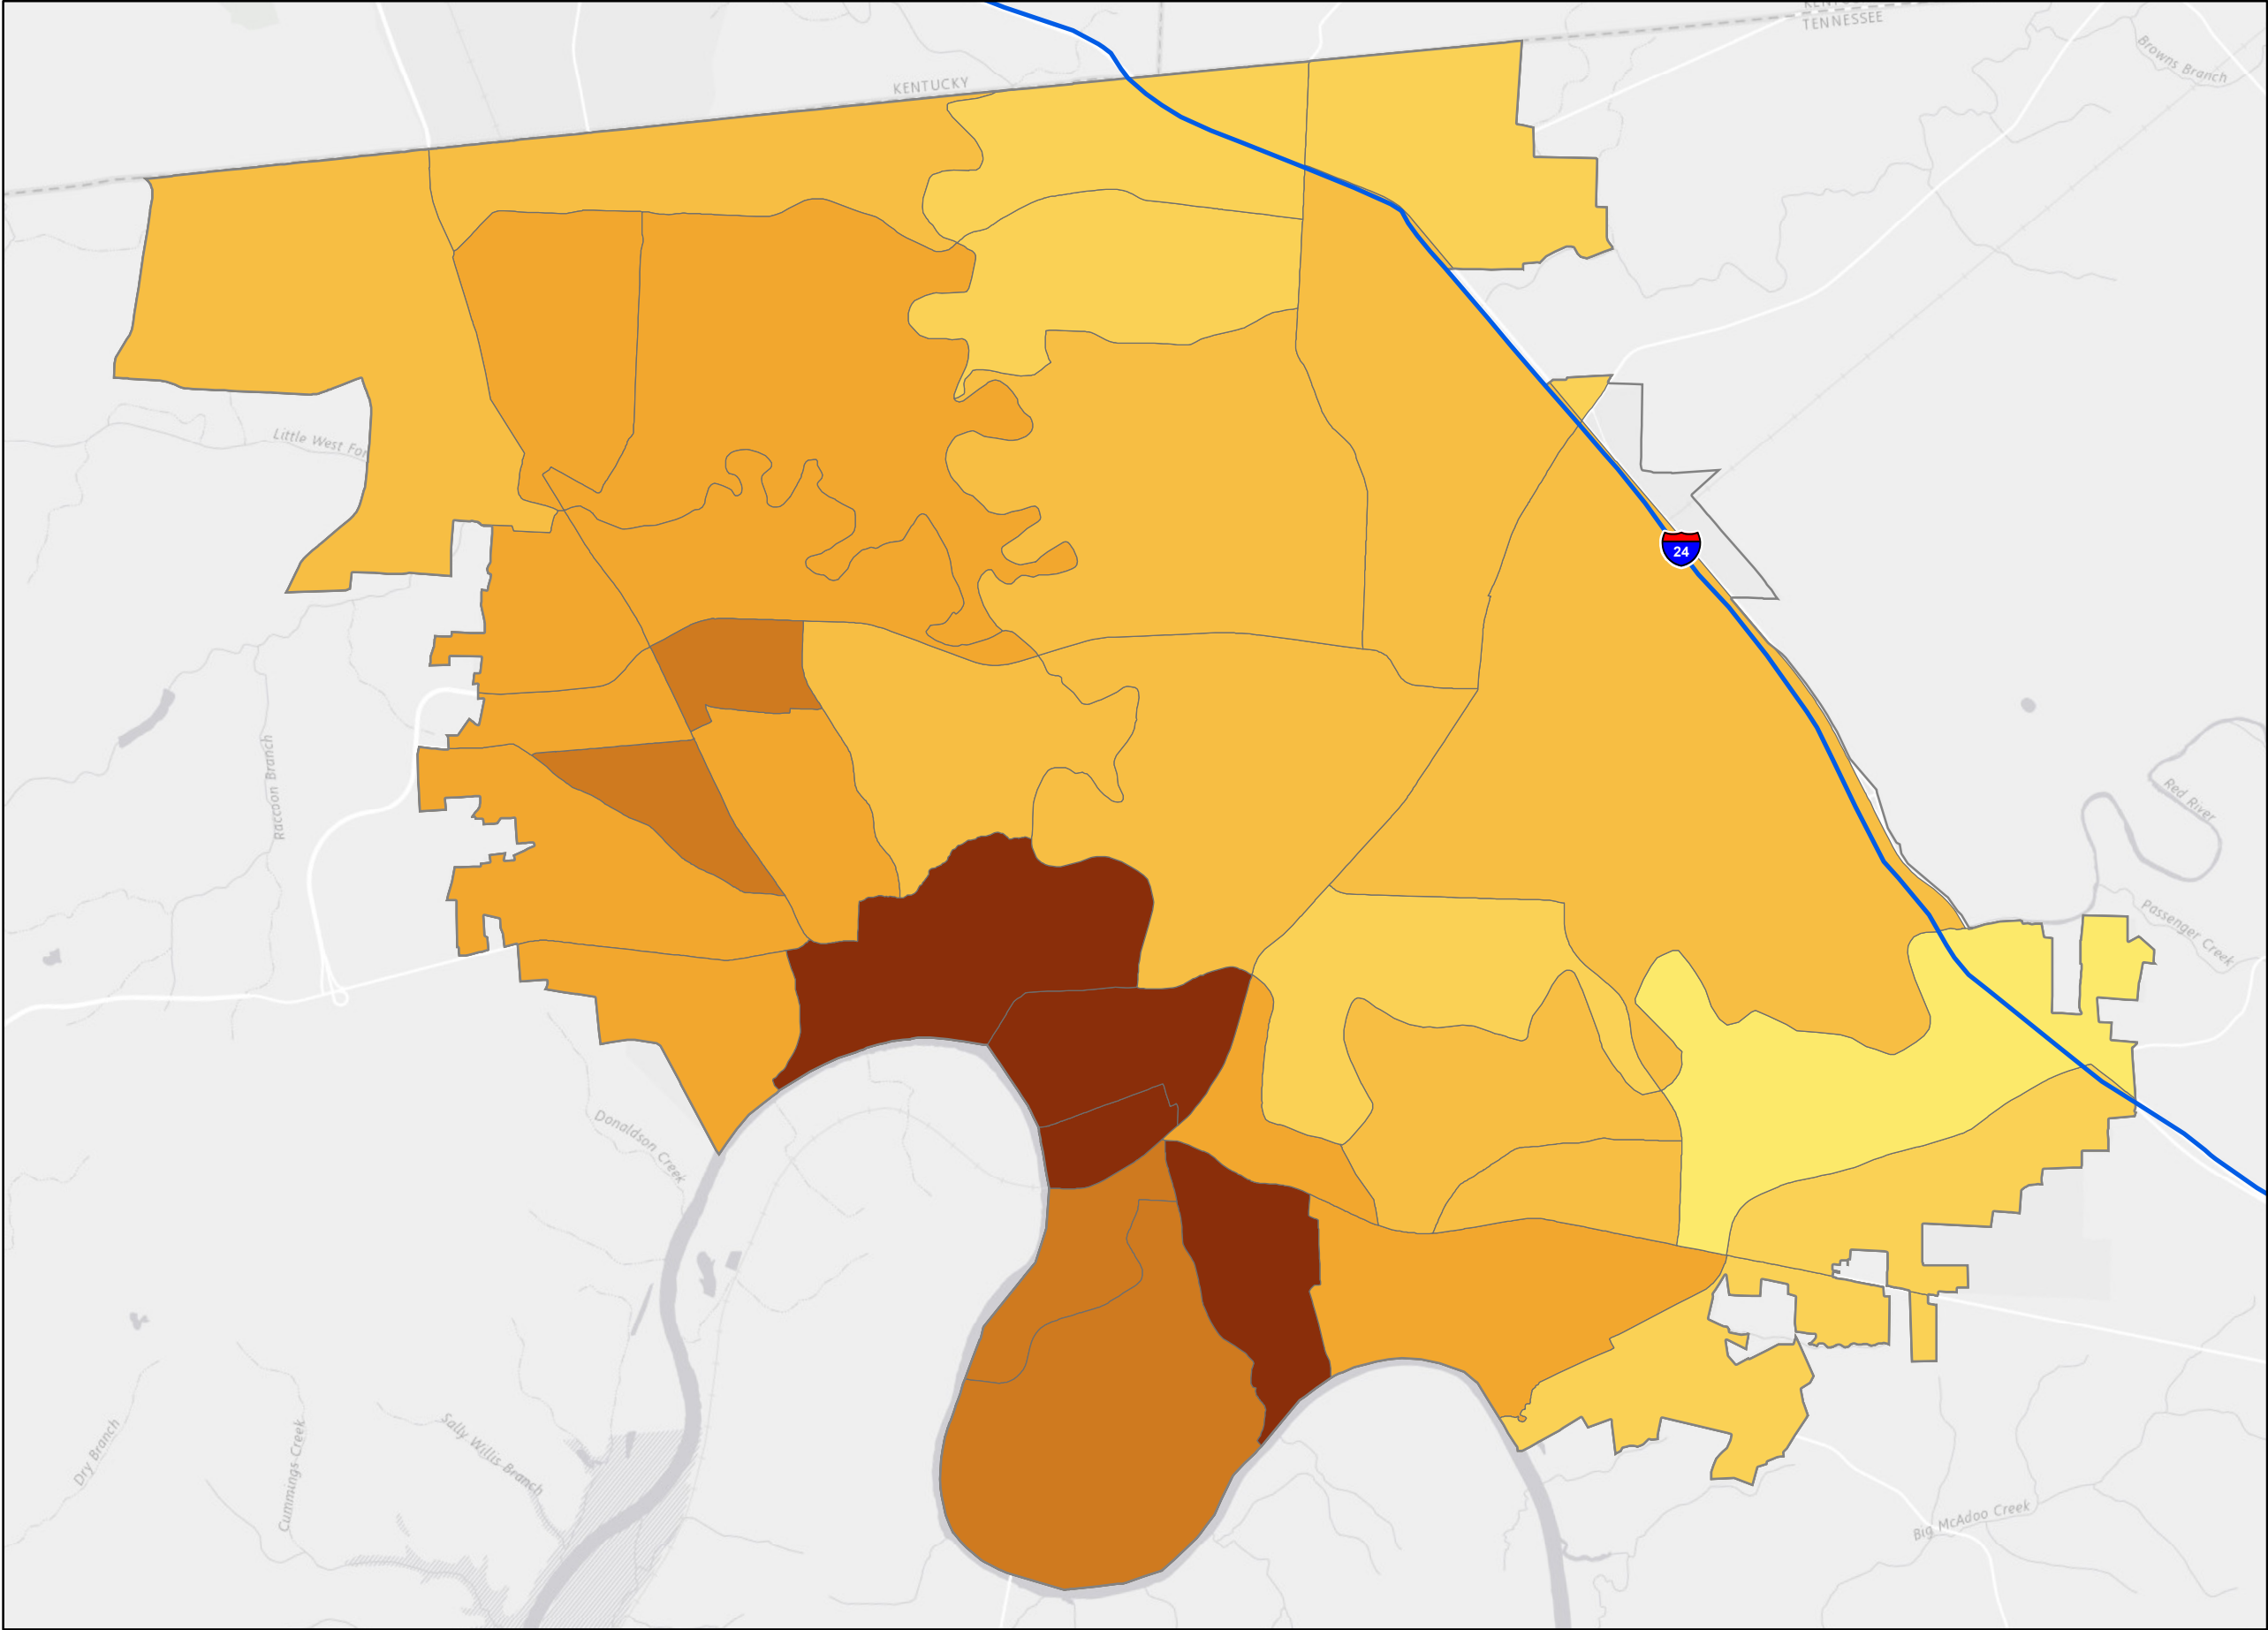 TENNESSEE
Browns Branch
KENTUCKY
Little West For
24
Raccoon Branch
Red River
Passenger Creek
Donaldson Creek
Dry Branch
Cummings Creek
Sally Willis Branch
Big McAdoo Creek